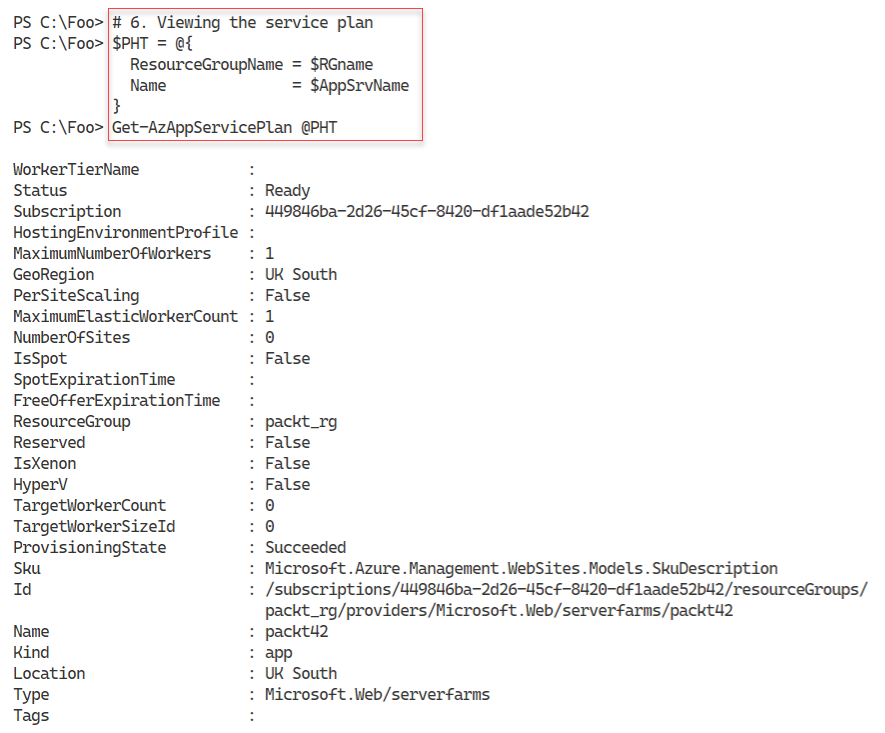 PS C:\Foo> # 6. Viewing the service plan
PS C:\Foo> $PHT = @{
ResourceGroupName = $RGname
Name = $AppSrvName
}
PS C:\Foo> Get-AzAppServicePlan @PHT
WorkerTierName :
Status : Ready
Subscription : 449846ba-2d26-45cf-8420-df1aade52b42
HostingEnvironmentProfile :
MaximumNumberOfWorkers : 1
GeoRegion : UK South
PerSiteScaling : False
MaximumElasticWorkerCount : 1
NumberOfSites : 0
IsSpot : False
SpotExpirationTime :
FreeOfferExpirationTime :
ResourceGroup : packt_rg
Reserved : False
IsXenon : False
HyperV : False
TargetWorkerCount : 0
TargetWorkerSizeId : 0
ProvisioningState : Succeeded
Sku : Microsoft.Azure.Management.WebSites.Models.SkuDescription
Id : /subscriptions/449846ba-2d26-45cf-8420-df1aade52b42/resourceGroups/
packt_rg/providers/Microsoft.Web/serverfarms/packt42
Name : packt42
Kind : app
Location : UK South
Type : Microsoft.Web/serverfarms
Tags :